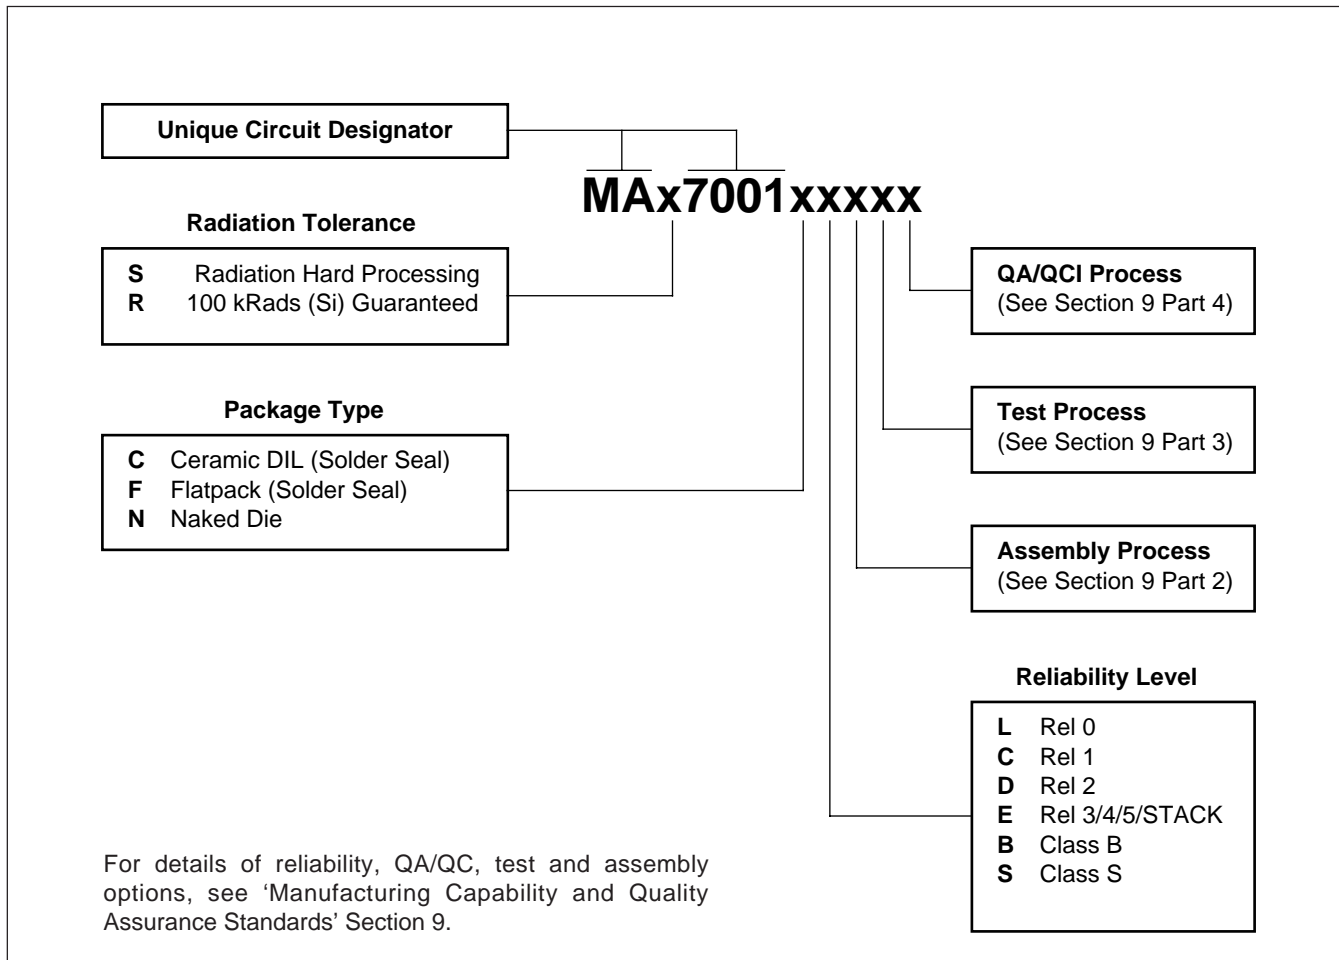 Unique Circuit Designator
MAx7001xxxxx
Radiation Tolerance
S Radiation Hard Processing
R 100 kRads (Si) Guaranteed
Package Type
C Ceramic DIL (Solder Seal)
F Flatpack (Solder Seal)
N Naked Die
QA/QCI Process
(See Section 9 Part 4)
Test Process
(See Section 9 Part 3)
Assembly Process
(See Section 9 Part 2)
Reliability Level
L Rel 0
C Rel 1
D Rel 2
E Rel 3/4/5/STACK
B Class B
S Class S
For details of reliability, QA/QC, test and assembly
options, see ‘Manufacturing Capability and Quality
Assurance Standards’ Section 9.